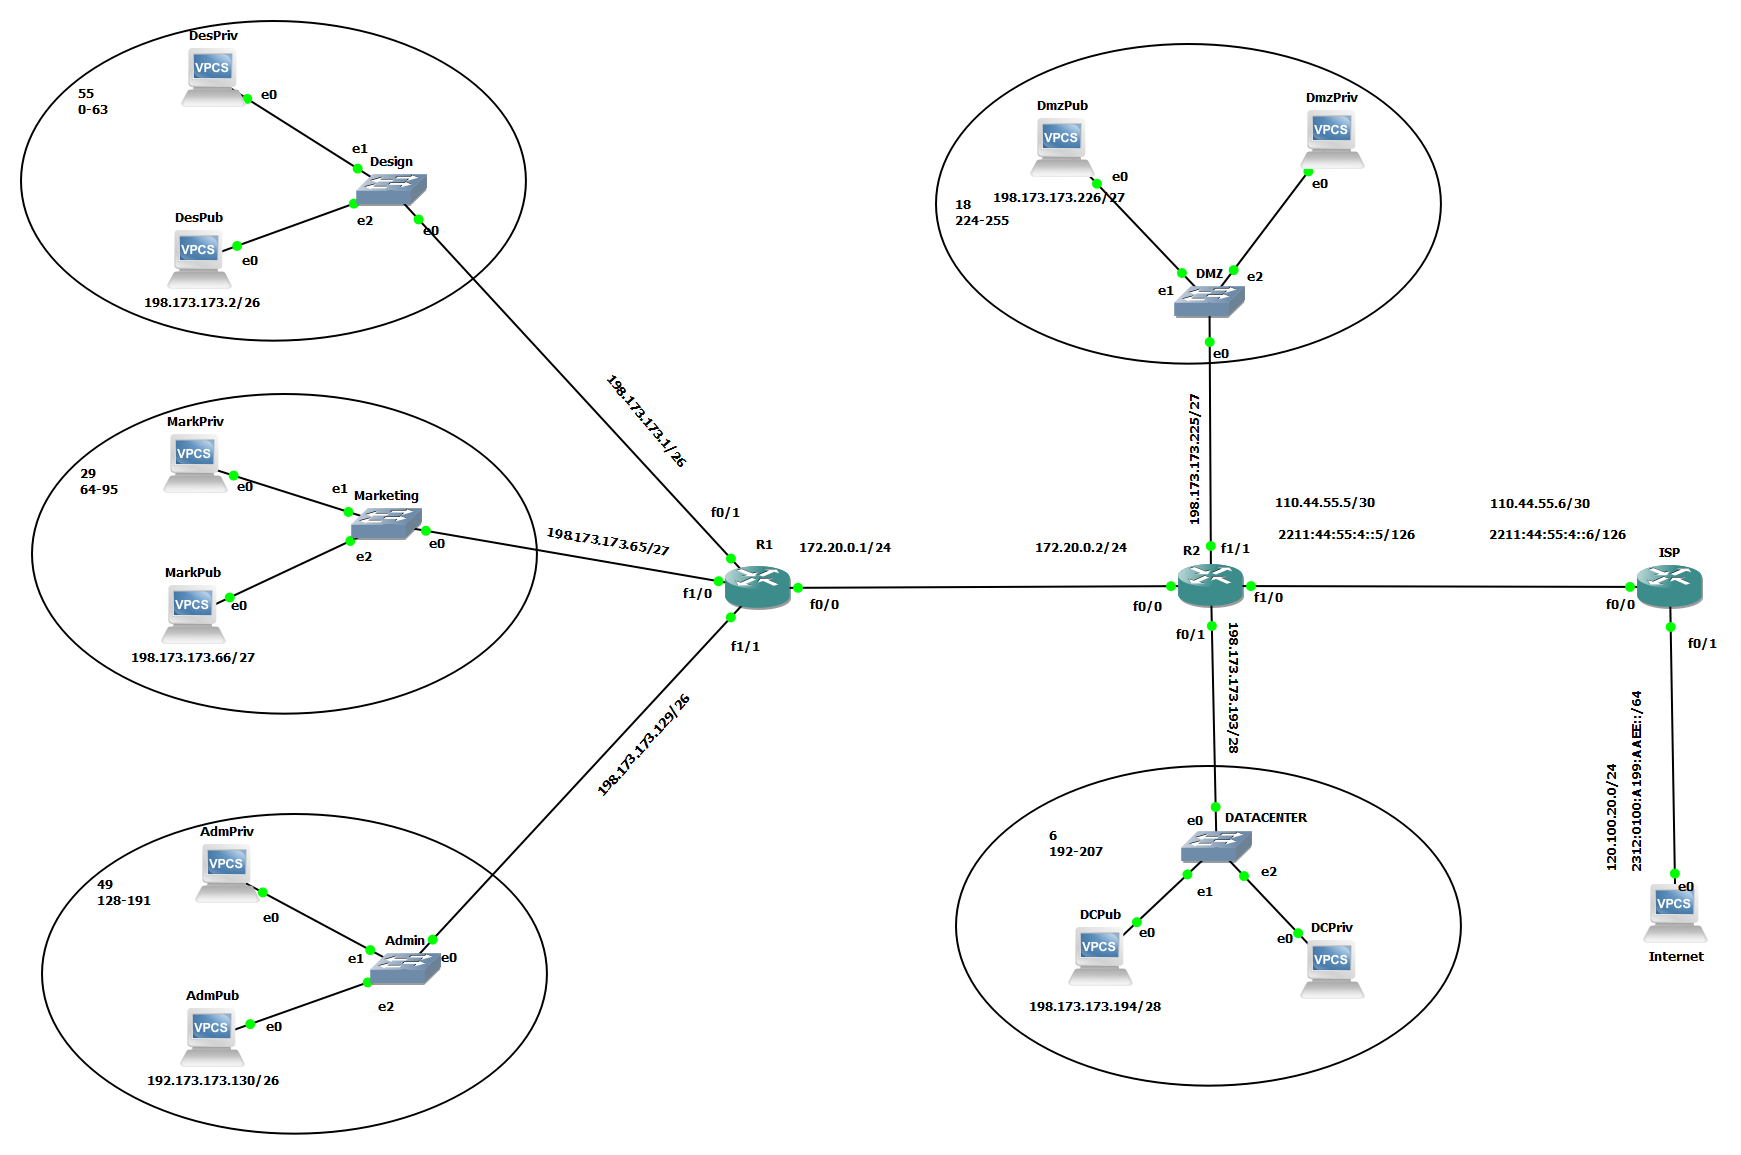 DesPriv
VPCS
e0
55
0-63
e1
Design
DesPub
VPCS
e0
e2
e0
198.173.173.2/26
198.173.173.1/26
MarkPriv
VPCS
e0
29
64-95
e1
Marketing
e0
e2
MarkPub
VPCS
e0
198.173.173.66/27
198.173.173.65/27
AdmPriv
VPCS
e0
49
128-191
e1
Admin
e0
e2
AdmPub
VPCS
e0
192.173.173.130/26
198.173.173.129/26
f0/1
R1
f1/0
f0/0
f1/1
172.20.0.1/24
172.20.0.2/24
DmzPub
VPCS
e0
198.173.173.226/27
DmzPriv
VPCS
e0
18
224-255
DMZ
e1
e2
e0
198.173.173.225/27
R2
f1/1
f0/0
f1/0
f0/1
198.173.173.193/28
110.44.55.5/30
2211:44:55:4::5/126
110.44.55.6/30
2211:44:55:4::6/126
ISP
f0/0
f0/1
120.100.20.0/24
2312:0100:A199:AAEE::/64
e0
VPCS
Internet
e0
DATACENTER
6
192-207
e1
e2
DCPub
VPCS
e0
198.173.173.194/28
DCPriv
VPCS
e0